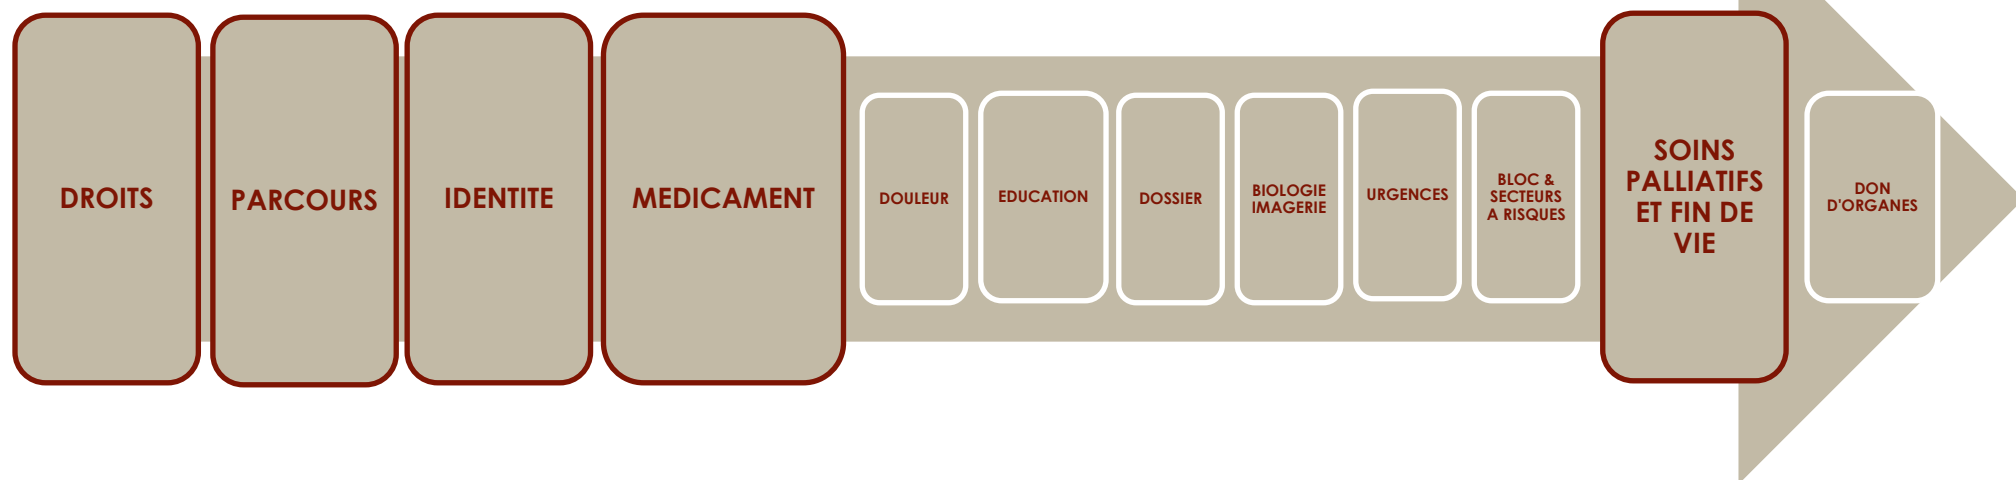 DROITS
PARCOURS
IDENTITE
MEDICAMENT
DOULEUR
EDUCATION
DOSSIER
BIOLOGIE
IMAGERIE
URGENCES
BLOC &
SECTEURS
A RISQUES
SOINS
PALLIATIFS
ET FIN DE
VIE
DON
D'ORGANES